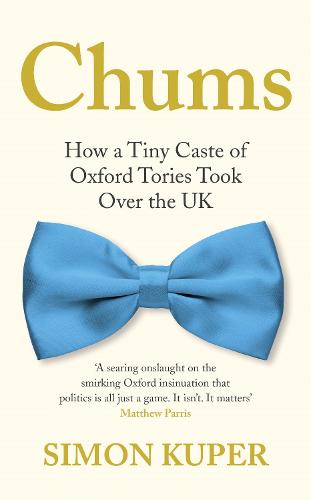 Chums
How a Tiny Caste of
Oxford Tories Took
Over the UK
‘A searing onslaught on the
smirking Oxford insinuation that
politics is all just a game. It isn’t. It matters’
Matthew Parris
SIMON KUPER